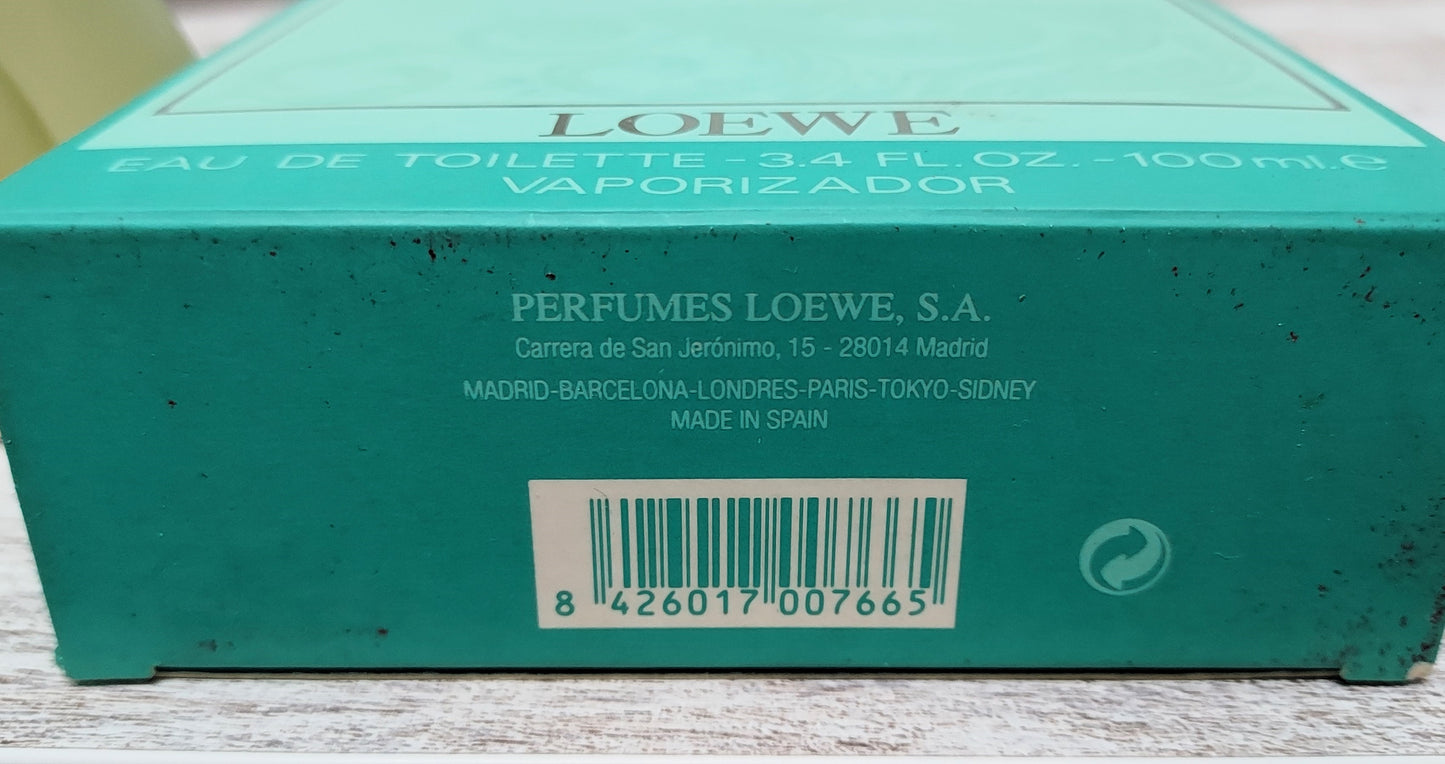 LOEWE
EAU DE TOILETTE - 3.4 FL. OZ. - 100 ml. e
VAPORIZADOR
PERFUMES LOEWE, S.A.
Carrera de San Jerónimo, 15 - 28014 Madrid
MADRID-BARCELONA-LONDRES-PARIS-TOKYO-SIDNEY
MADE IN SPAIN
8 426017 007665